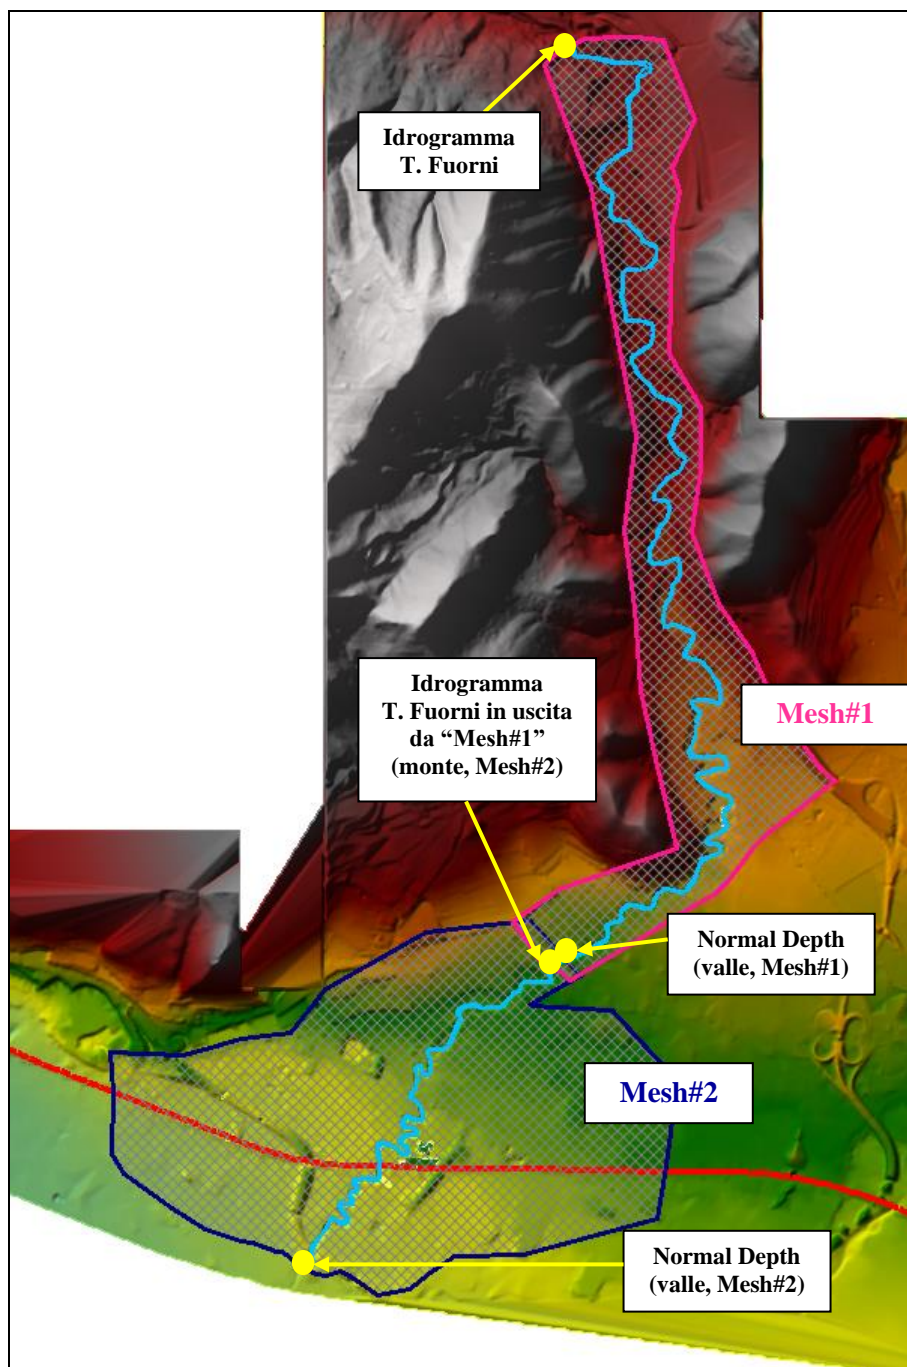 Idrogramma
T. Fuorni
Idrogramma
T. Fuorni in uscita
da “Mesh#1”
(monte, Mesh#2)
Mesh#1
Normal Depth
(valle, Mesh#1)
Mesh#2
Normal Depth
(valle, Mesh#2)